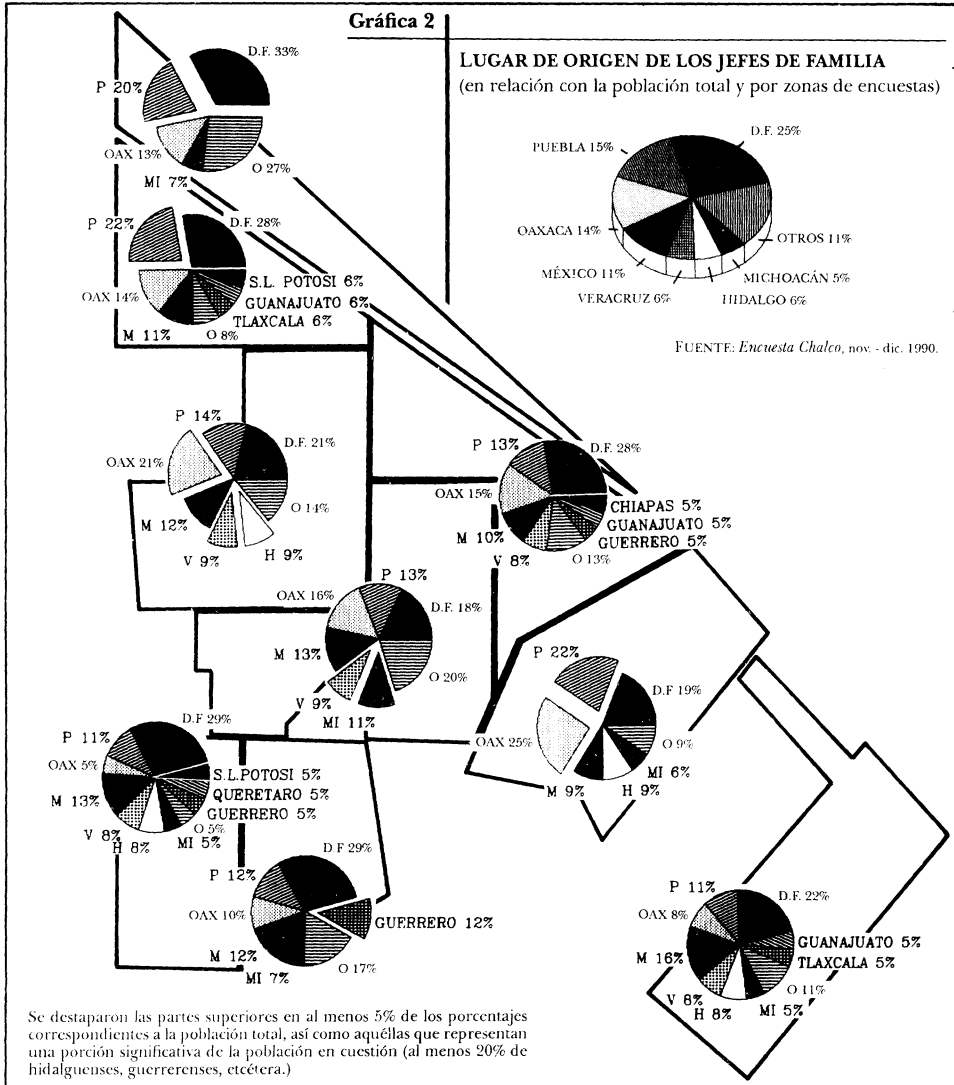 Gráfica 2
LUGAR DE ORIGEN DE LOS JEFES DE FAMILIA
(en relación con la población total y por zonas de encuestas)
D.F. 25%
PUEBLA 15%
OAXACA 14%
OTROS 11%
MÉXICO 11%
MICHOACÁN 5%
VERACRUZ 6%
HIDALGO 6%
FUENTE: Encuesta Chalco, nov. - dic. 1990.
D.F. 33%
P 20%
OAX 13%
O 27%
MI 7%
P 22%
D.F. 28%
S.L. POTOSI 6%
OAX 14%
GUANAJUATO 6%
TLAXCALA 6%
M 11%
O 8%
P 14%
D.F. 21%
OAX 21%
O 14%
M 12%
V 9%
H 9%
P 13%
D.F. 28%
OAX 15%
CHIAPAS 5%
GUANAJUATO 5%
M 10%
GUERRERO 5%
V 8%
O 13%
P 13%
OAX 16%
D.F. 18%
M 13%
O 20%
V 9%
MI 11%
P 22%
D.F 19%
OAX 25%
O 9%
MI 6%
M 9%
H 9%
D.F 29%
P 11%
OAX 5%
S.L.POTOSI 5%
M 13%
QUERETARO 5%
GUERRERO 5%
V 8%
O 5%
H 8%
MI 5%
D.F 29%
P 12%
OAX 10%
GUERRERO 12%
M 12%
O 17%
MI 7%
P 11%
D.F. 22%
OAX 8%
GUANAJUATO 5%
M 16%
TLAXCALA 5%
O 11%
V 8%
H 8%
MI 5%
Se destaparon las partes superiores en al menos 5% de los porcentajes
correspondientes a la población total, así como aquéllas que representan
una porción significativa de la población en cuestión (al menos 20% de
hidalguenses, guerrerenses, etcétera.)